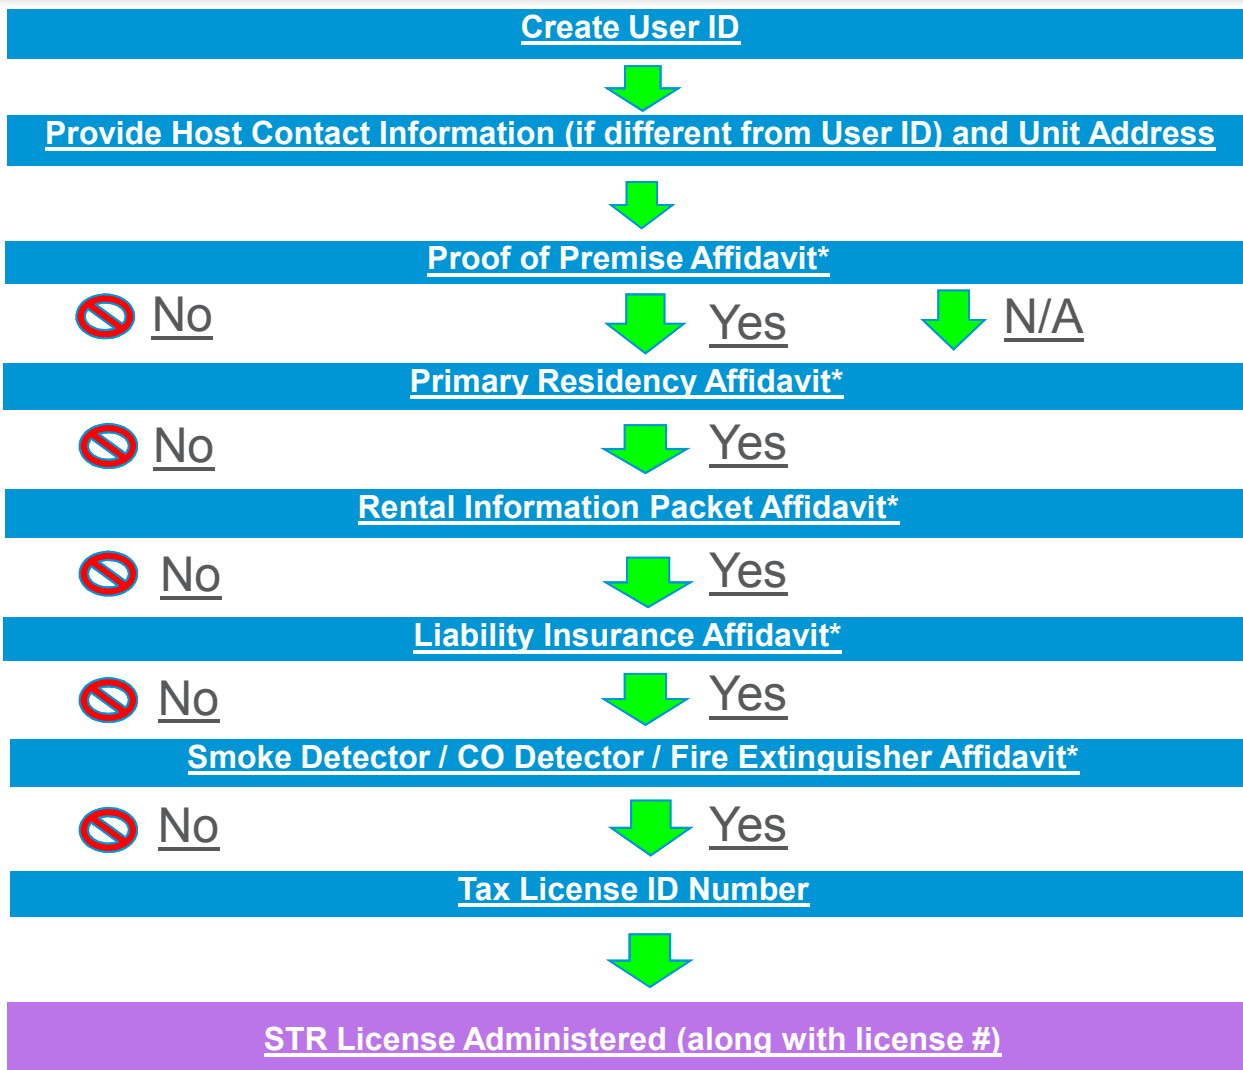 Create User ID
Provide Host Contact Information (if different from User ID) and Unit Address
Proof of Premise Affidavit*
No Yes N/A
Primary Residency Affidavit*
No Yes
Rental Information Packet Affidavit*
No Yes
Liability Insurance Affidavit*
No Yes
Smoke Detector / CO Detector / Fire Extinguisher Affidavit*
No Yes
Tax License ID Number
STR License Administered (along with license #)